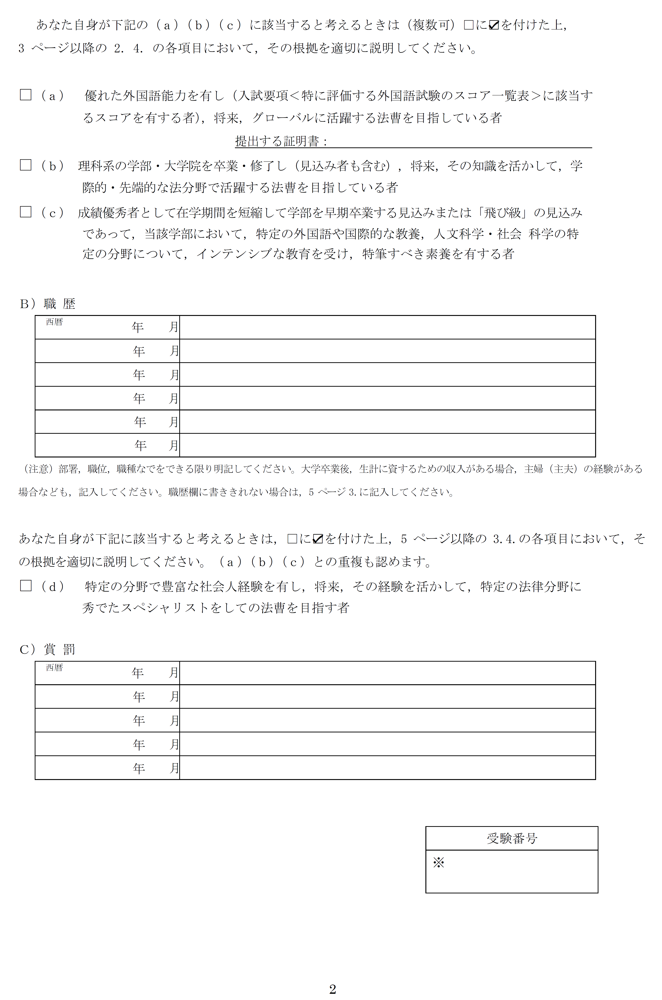 あなた自身が下記の（ａ）（ｂ）（ｃ）に該当すると考えるときは（複数可）□に☑を付けた上，
3 ページ以降の 2． 4． の各項目において，その根拠を適切に説明してください。
□（ａ） 優れた外国語能力を有し（入試要項＜特に評価する外国語試験のスコア一覧表＞に該当す
るスコアを有する者），将来，グローバルに活躍する法曹を目指している者
提出する証明書：
□（ｂ） 理科系の学部・大学院を卒業・修了し（見込み者も含む），将来，その知識を活かして，学
際的・先端的な法分野で活躍する法曹を目指している者
□（ｃ） 成績優秀者として在学期間を短縮して学部を早期卒業する見込みまたは「飛び級」の見込み
であって，当該学部において，特定の外国語や国際的な教養，人文科学・社会 科学の特
定の分野について，インテンシブな教育を受け，特筆すべき素養を有する者
Ｂ）職 歴
西暦 年 月
年 月
年 月
年 月
年 月
年 月
（注意）部署，職位，職種なでをできる限り明記してください。大学卒業後，生計に資するための収入がある場合，主婦（主夫）の経験がある
場合なども，記入してください。職歴欄に書ききれない場合は，5 ページ 3. に記入してください。
あなた自身が下記に該当すると考えるときは，□に☑を付けた上，5 ページ以降の 3. 4. の各項目において，そ
の根拠を適切に説明してください。（ａ）（ｂ）（ｃ）との重複も認めます。
□（ｄ） 特定の分野で豊富な社会人経験を有し，将来，その経験を活かして，特定の法律分野に
秀でたスペシャリストをしての法曹を目指す者
Ｃ）賞 罰
西暦 年 月
年 月
年 月
年 月
年 月
受験番号
※
2